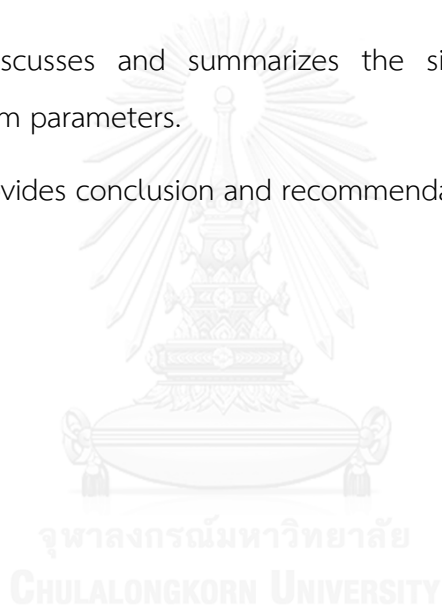 scusses and summarizes the si
m parameters.
vides conclusion and recommenda
จุฬาลงกรณ์มหาวิทยาลัย
CHULALONGKORN UNIVERSITY